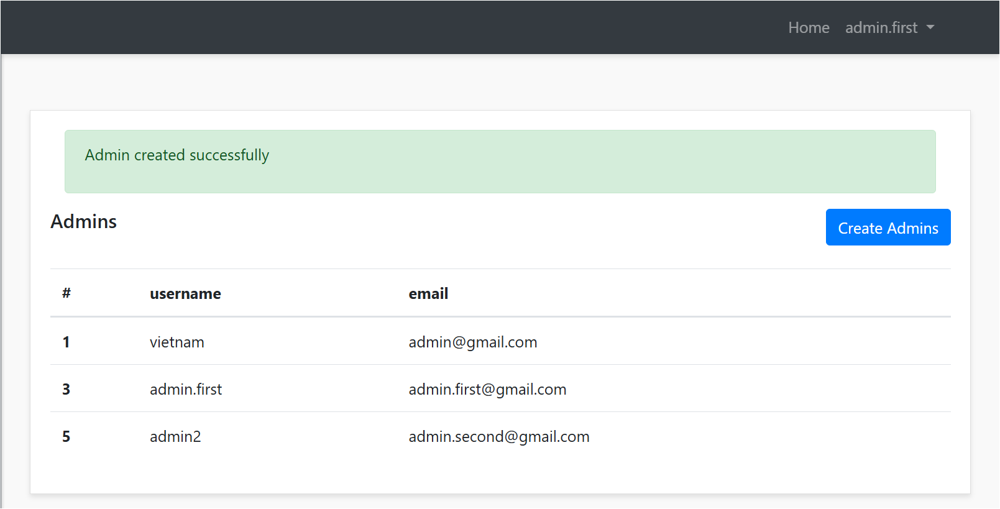 Home admin.first
Admin created successfully
Admins
Create Admins
# username email
1 vietnam admin@gmail.com
3 admin.first admin.first@gmail.com
5 admin2 admin.second@gmail.com